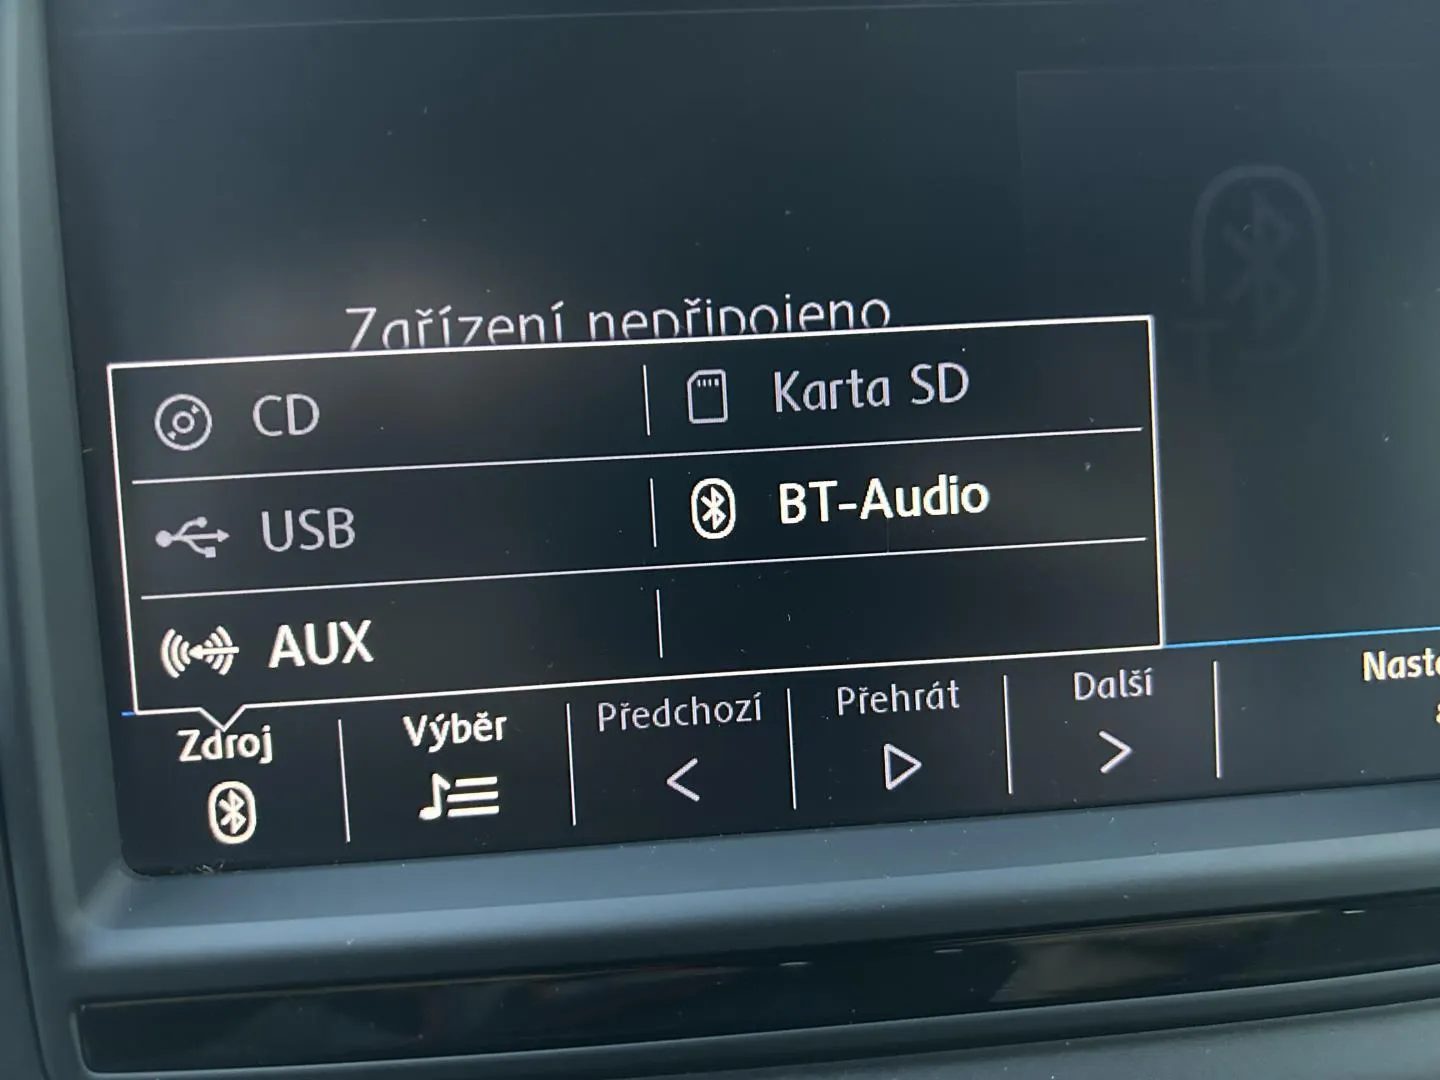 Zařízení nepřipojeno
CD
Karta SD
USB
BT-Audio
AUX
Zdroj
Výběr
Předchozí
Přehrát
Další